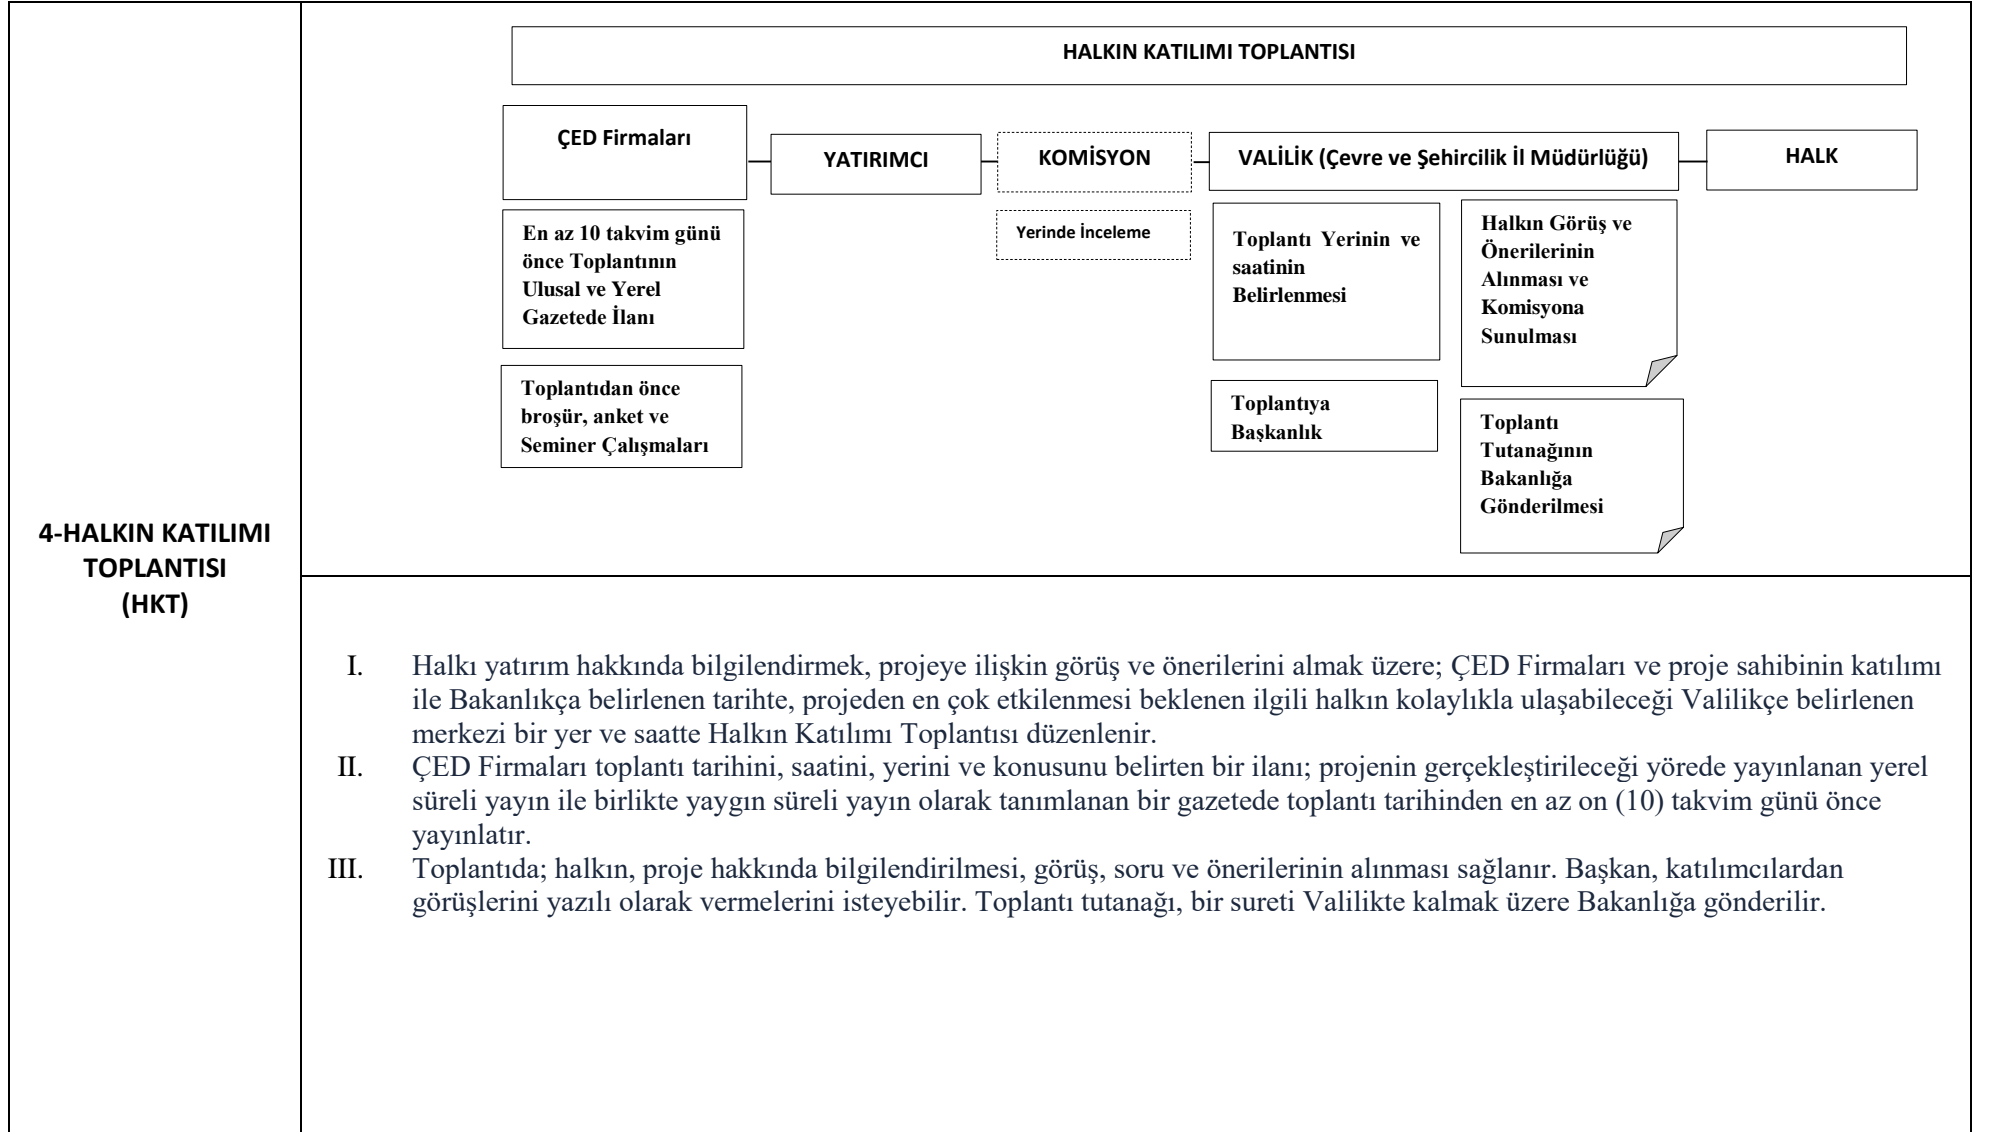 4-HALKIN KATILIMI
TOPLANTISI
(HKT)
HALKIN KATILIMI TOPLANTISI
ÇED Firmaları
YATIRIMCI
KOMİSYON
VALİLİK (Çevre ve Şehircilik İl Müdürlüğü)
HALK
En az 10 takvim günü
önce Toplantının
Ulusal ve Yerel
Gazetede İlanı
Toplantıdan önce
broşür, anket ve
Seminer Çalışmaları
Yerinde İnceleme
Toplantı Yerinin ve
saatinin
Belirlenmesi
Toplantıya
Başkanlık
Halkın Görüş ve
Önerilerinin
Alınması ve
Komisyona
Sunulması
Toplantı
Tutanağının
Bakanlığa
Gönderilmesi
I. Halkı yatırım hakkında bilgilendirmek, projeye ilişkin görüş ve önerilerini almak üzere; ÇED Firmaları ve proje sahibinin katılımı
ile Bakanlıkça belirlenen tarihte, projeden en çok etkilenmesi beklenen ilgili halkın kolaylıkla ulaşabileceği Valilikçe belirlenen
merkezi bir yer ve saatte Halkın Katılımı Toplantısı düzenlenir.
II. ÇED Firmaları toplantı tarihini, saatini, yerini ve konusunu belirten bir ilanı; projenin gerçekleştirileceği yörede yayınlanan yerel
süreli yayın ile birlikte yaygın süreli yayın olarak tanımlanan bir gazetede toplantı tarihinden en az on (10) takvim günü önce
yayınlatır.
III. Toplantıda; halkın, proje hakkında bilgilendirilmesi, görüş, soru ve önerilerinin alınması sağlanır. Başkan, katılımcılardan
görüşlerini yazılı olarak vermelerini isteyebilir. Toplantı tutanağı, bir sureti Valilikte kalmak üzere Bakanlığa gönderilir.